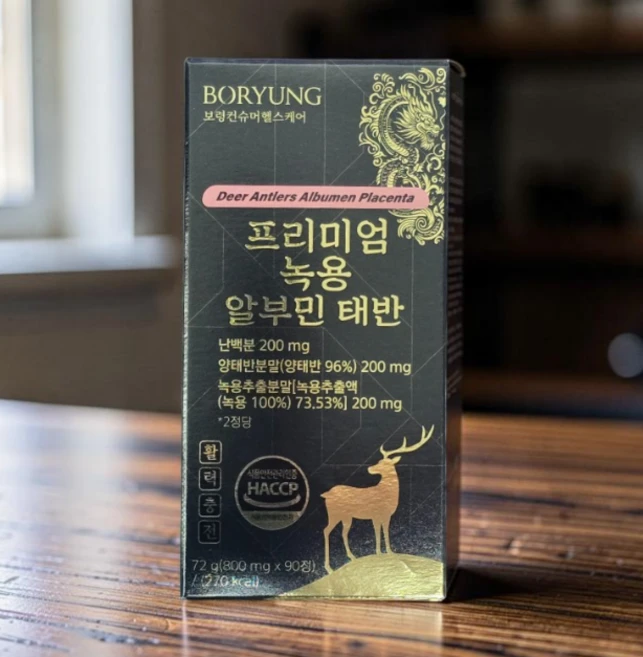 BORYUNG
보령컨슈머헬스케어
Deer Antlers Albumen Placenta
프리미엄
녹용
알부민 태반
난백분 200 mg
양태반분말(양태반 96%) 200 mg
녹용추출분말[녹용추출액
(녹용 100%) 73.53%] 200 mg
*2정당
활
력
충
전
HACCP
72 g(800 mg x 90정)
/ (270 kcal)